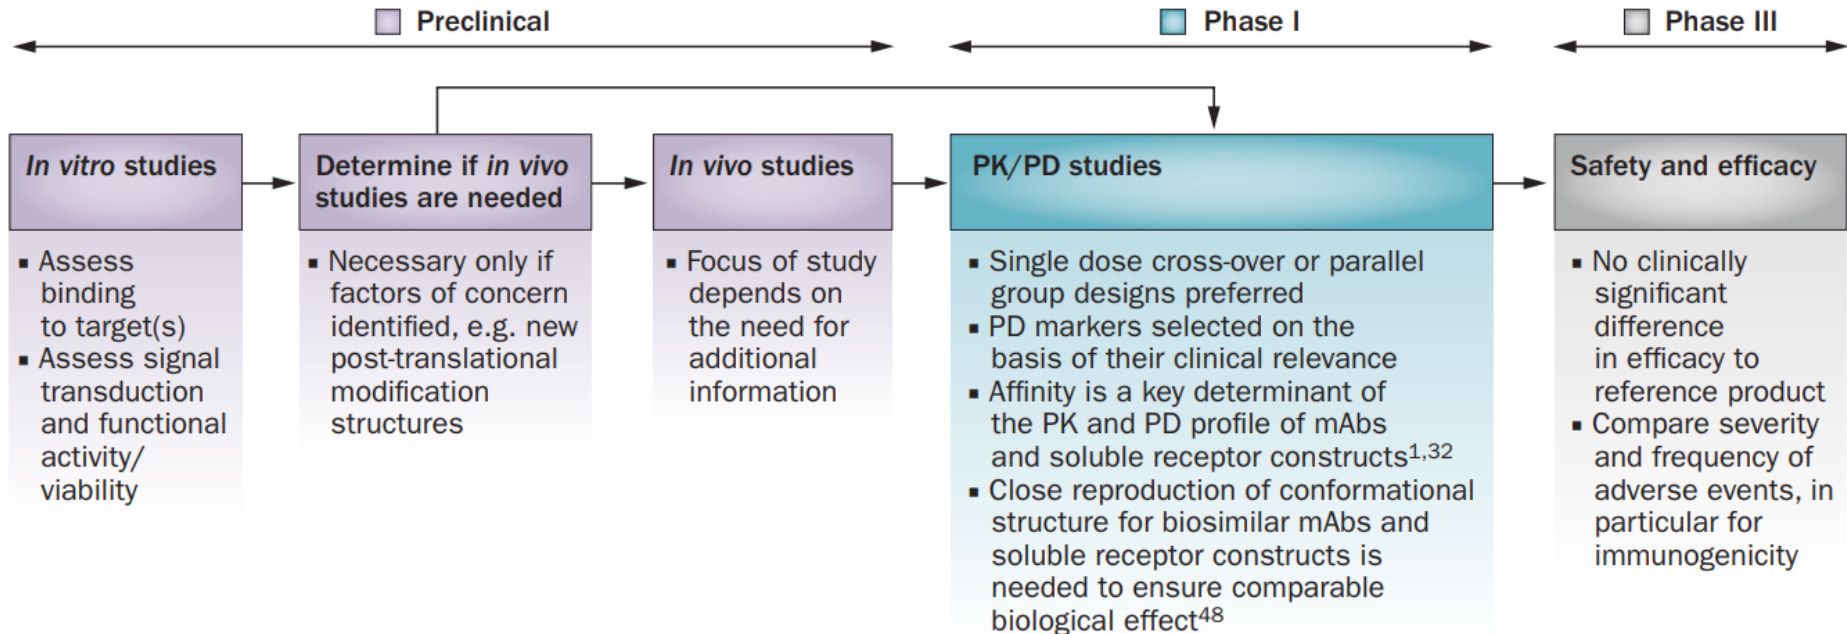 Preclinical
Phase I
Phase III
In vitro studies
Assess
binding
to target(s)
Assess signal
transduction
and functional
activity/
viability
Determine if in vivo
studies are needed
Necessary only if
factors of concern
identified, e.g. new
post-translational
modification
structures
In vivo studies
Focus of study
depends on
the need for
additional
information
PK/PD studies
Single dose cross-over or parallel
group designs preferred
PD markers selected on the
basis of their clinical relevance
Affinity is a key determinant of
the PK and PD profile of mAbs
and soluble receptor constructs1,32
Close reproduction of conformational
structure for biosimilar mAbs and
soluble receptor constructs is
needed to ensure comparable
biological effect48
Safety and efficacy
No clinically
significant
difference
in efficacy to
reference product
Compare severity
and frequency of
adverse events, in
particular for
immunogenicity